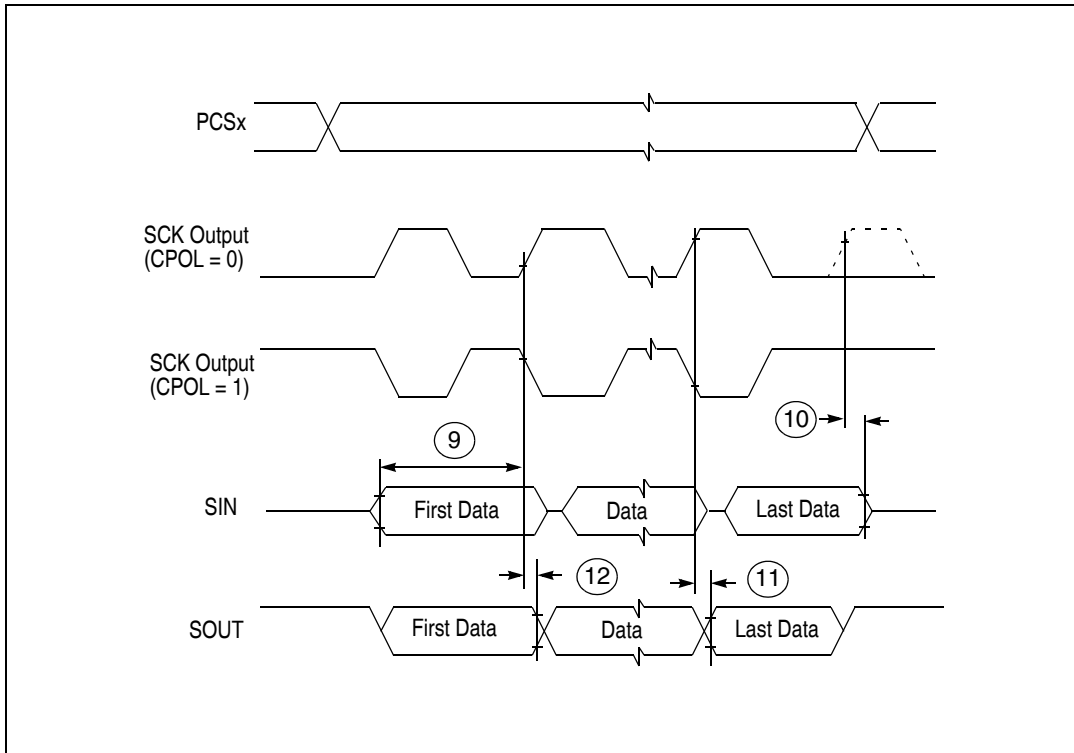 PCSx
SCK Output
(CPOL = 0)
SCK Output
(CPOL = 1)
10
9
SIN
First Data
Data
Last Data
12
11
SOUT
First Data
Data
Last Data